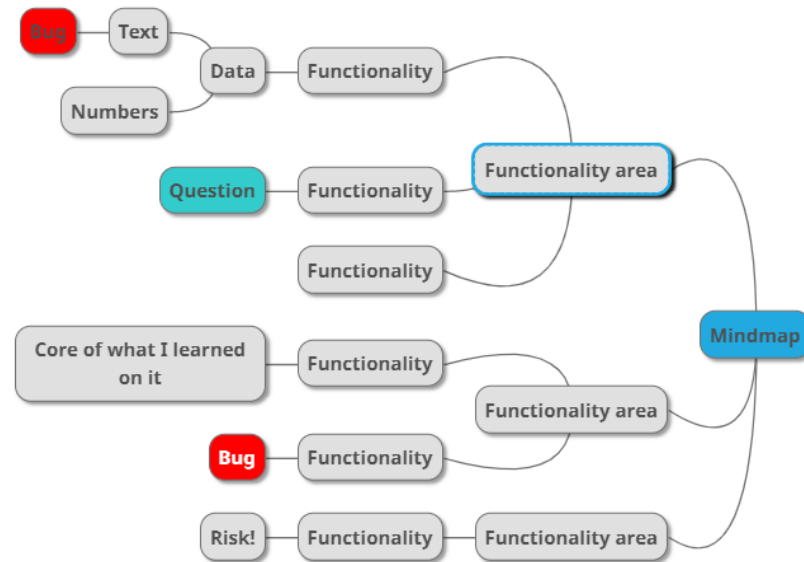 Bug
Text
Data
Functionality
Numbers
Functionality area
Question
Functionality
Functionality
Mindmap
Core of what I learned
on it
Functionality
Functionality area
Bug
Functionality
Risk!
Functionality
Functionality area